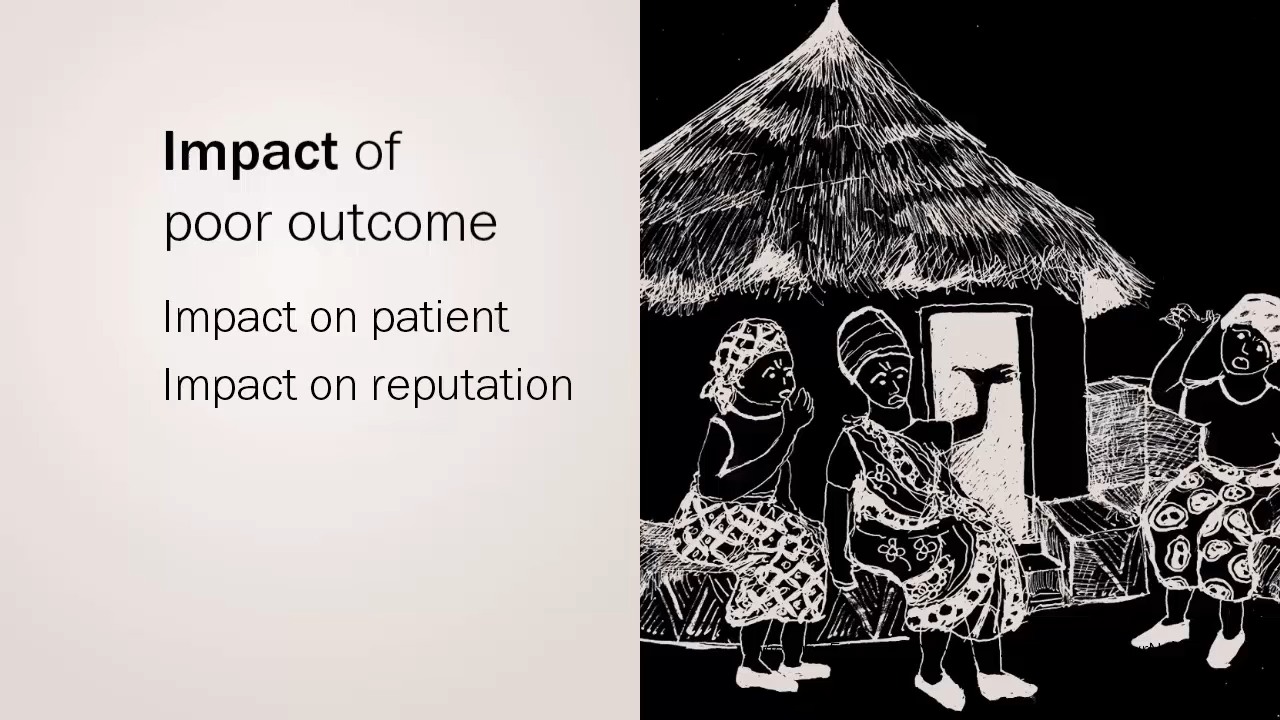 Impact of
poor outcome
Impact on patient
Impact on reputation